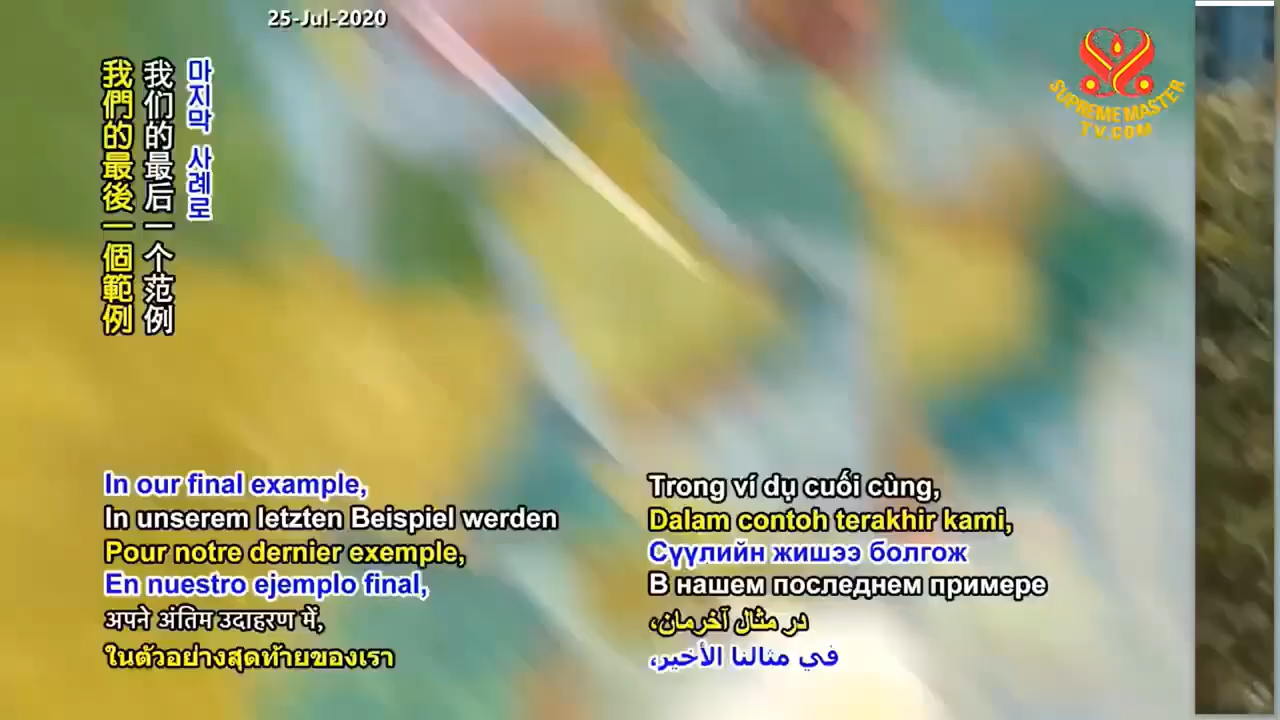 25-Jul-2020
SUPREME MASTER
TV.COM
마지막 사례로
我们的最后一个范例
我們的最後一個範例
In our final example,
In unserem letzten Beispiel werden
Pour notre dernier exemple,
En nuestro ejemplo final,
अपने अंतिम उदाहरण में,
ในตัวอย่างสุดท้ายของเรา
Trong ví dụ cuối cùng,
Dalam contoh terakhir kami,
Сүүлийн жишээ болгож
В нашем последнем примере
در مثال آخرمان،
في مثالنا الأخير،